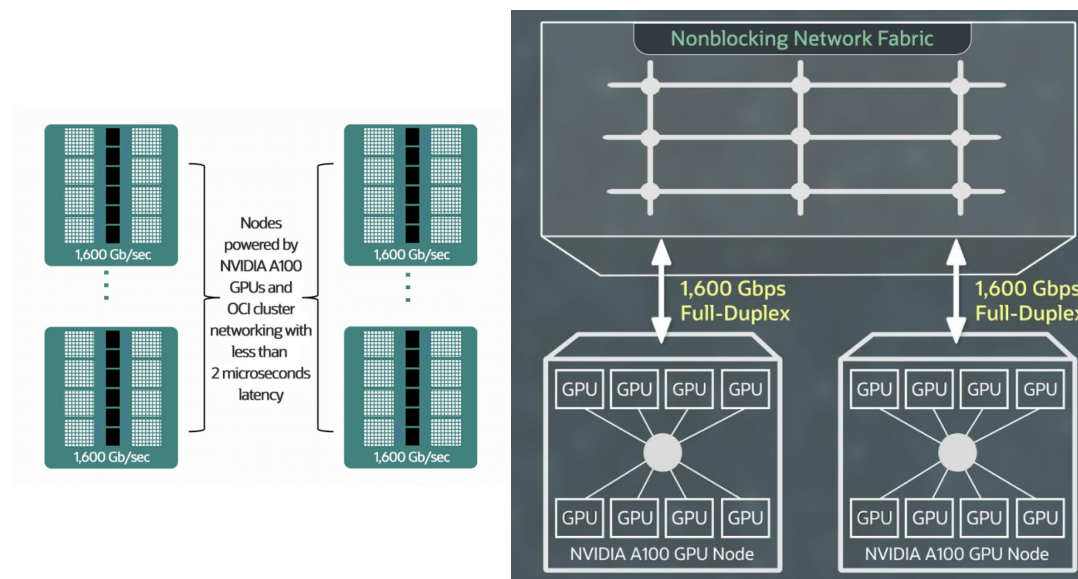 1,600 Gb/sec
1,600 Gb/sec
Nodes
powered by
NVIDIA A100
GPUs and
OCI cluster
networking with
less than
2 microseconds
latency
1,600 Gb/sec
1,600 Gb/sec
Nonblocking Network Fabric
1,600 Gbps
Full-Duplex
1,600 Gbps
Full-Duplex
GPU GPU GPU GPU
GPU GPU GPU GPU
NVIDIA A100 GPU Node
GPU GPU GPU GPU
GPU GPU GPU GPU
NVIDIA A100 GPU Node